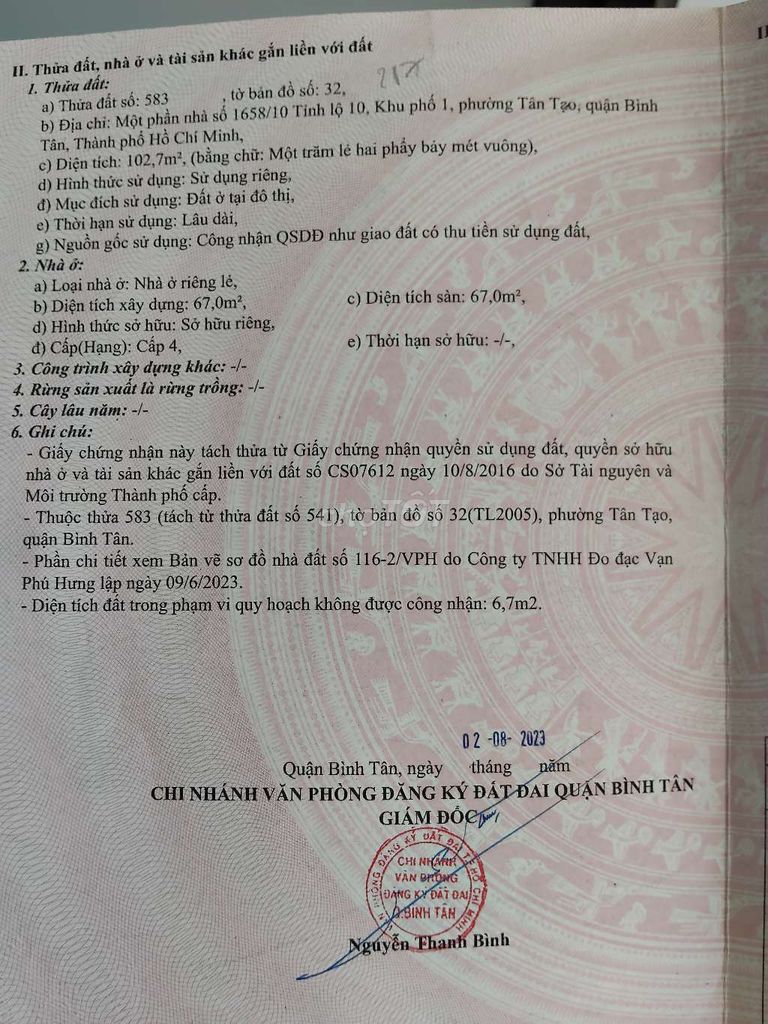 II. Thửa đất, nhà ở và tài sản khác gắn liền với đất
1. Thửa đất:
a) Thửa đất số: 583, tờ bản đồ số: 32,
b) Địa chỉ: Một phần nhà số 1658/10 Tỉnh lộ 10, Khu phố 1, phường Tân Tạo, quận Bình
Tân, Thành phố Hồ Chí Minh,
c) Diện tích: 102,7m², (bằng chữ: Một trăm lẻ hai phẩy bảy mét vuông),
d) Hình thức sử dụng: Sử dụng riêng,
đ) Mục đích sử dụng: Đất ở tại đô thị,
e) Thời hạn sử dụng: Lâu dài,
g) Nguồn gốc sử dụng: Công nhận QSDĐ như giao đất có thu tiền sử dụng đất,
2. Nhà ở:
a) Loại nhà ở: Nhà ở riêng lẻ,
b) Diện tích xây dựng: 67,0m², c) Diện tích sàn: 67,0m²,
d) Hình thức sở hữu: Sở hữu riêng,
đ) Cấp(Hạng): Cấp 4, e) Thời hạn sở hữu: -/-,
3. Công trình xây dựng khác: -/-
4. Rừng sản xuất là rừng trồng: -/-
5. Cây lâu năm: -/-
6. Ghi chú:
- Giấy chứng nhận này tách thửa từ Giấy chứng nhận quyền sử dụng đất, quyền sở hữu
nhà ở và tài sản khác gắn liền với đất số CS07612 ngày 10/8/2016 do Sở Tài nguyên và
Môi trường Thành phố cấp.
- Thuộc thửa 583 (tách từ thửa đất số 541), tờ bản đồ số 32(TL2005), phường Tân Tạo,
quận Bình Tân.
- Phần chi tiết xem Bản vẽ sơ đồ nhà đất số 116-2/VPH do Công ty TNHH Đo đạc Vạn
Phú Hưng lập ngày 09/6/2023.
- Diện tích đất trong phạm vi quy hoạch không được công nhận: 6,7m2.
02 -08- 2023
Quận Bình Tân, ngày tháng năm
CHI NHÁNH VĂN PHÒNG ĐĂNG KÝ ĐẤT ĐAI QUẬN BÌNH TÂN
GIÁM ĐỐC
VĂN PHÒNG ĐĂNG KÝ ĐẤT ĐAI TP. HỒ CHÍ MINH
CHI NHÁNH
VĂN PHÒNG
ĐĂNG KÝ ĐẤT ĐAI
Q.BÌNH TÂN
Nguyễn Thanh Bình